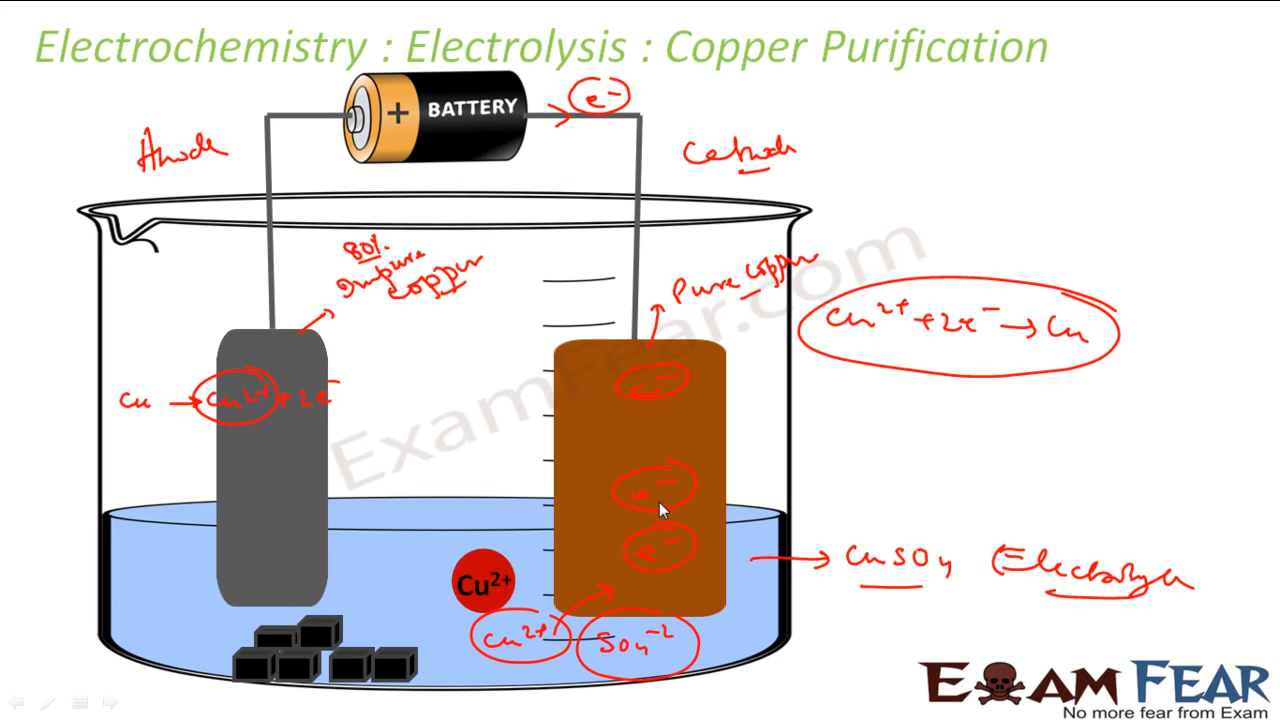 Electrochemistry : Electrolysis : Copper Purification
+ BATTERY
e⁻
Anode
Cathode
80%
Impure
copper
Pure copper
Cu²⁺ + 2e⁻ → Cu
Cu → Cu²⁺ + 2e⁻
e⁻
e⁻
e⁻
ExamFear.com
Cu²⁺
CuSO₄ (Electrolyte
Cu²⁺
SO₄⁻²
EXAM FEAR
No more fear from Exam